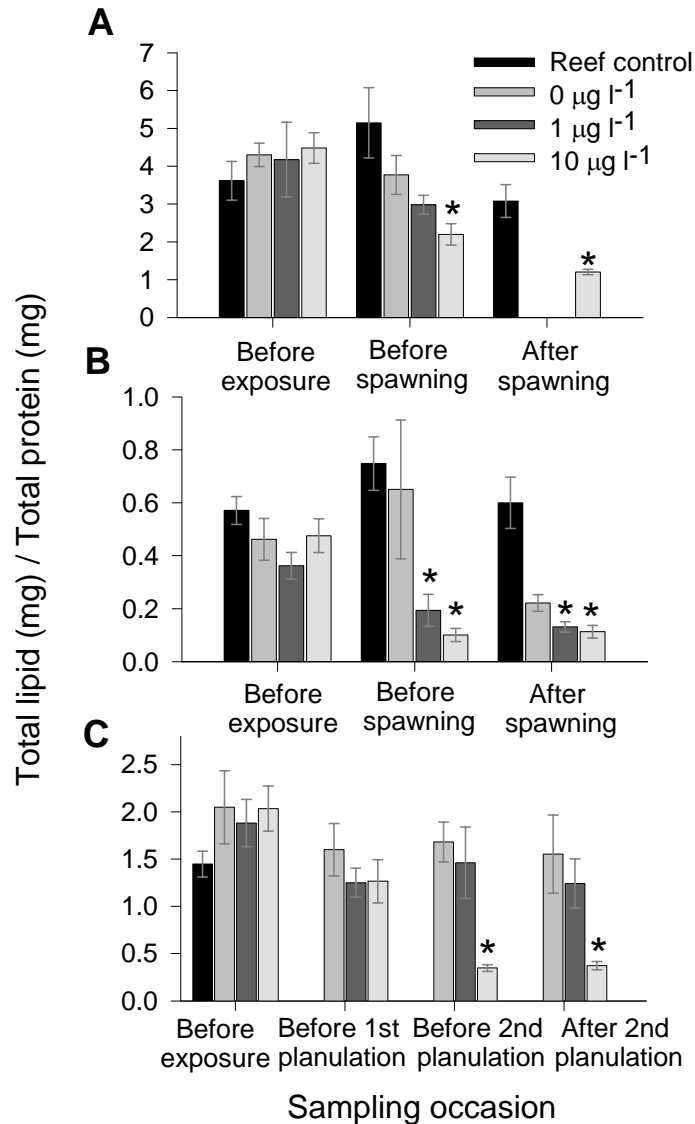 A
7
6
5
4
3
2
1
0
Reef control
0 μg l-1
1 μg l-1
10 μg l-1
*
*
Before exposure
Before spawning
After spawning
B
1.0
0.8
0.6
0.4
0.2
0.0
*
*
*
*
Before exposure
Before spawning
After spawning
C
2.5
2.0
1.5
1.0
0.5
0.0
*
*
Before exposure
Before 1st planulation
Before 2nd planulation
After 2nd planulation
Total lipid (mg) / Total protein (mg)
Sampling occasion